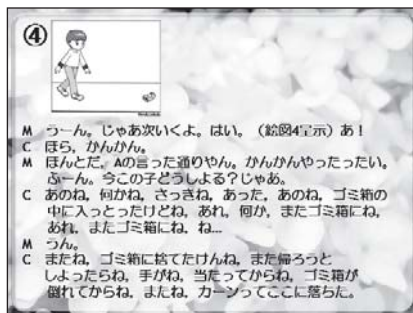 ④
M うーん。じゃあ次いくよ。はい。（絵図4呈示）あ！
C ほら，かんかん。
M ほんとだ，Aの言った通りやん。かんかんやったったい。
ふーん。今この子どうしよる？じゃあ。
C あのね，何かね，さっきね，あった，あのね，ゴミ箱の
中に入っとったけどね，あれ，何か，またゴミ箱にね，
あれ，またゴミ箱にね，ね…
M うん。
C またね，ゴミ箱に捨てたけんね，また帰ろうと
しよったらね，手がね，当たってからね，ゴミ箱が
倒れてからね，またね，カーンってここに落ちた。